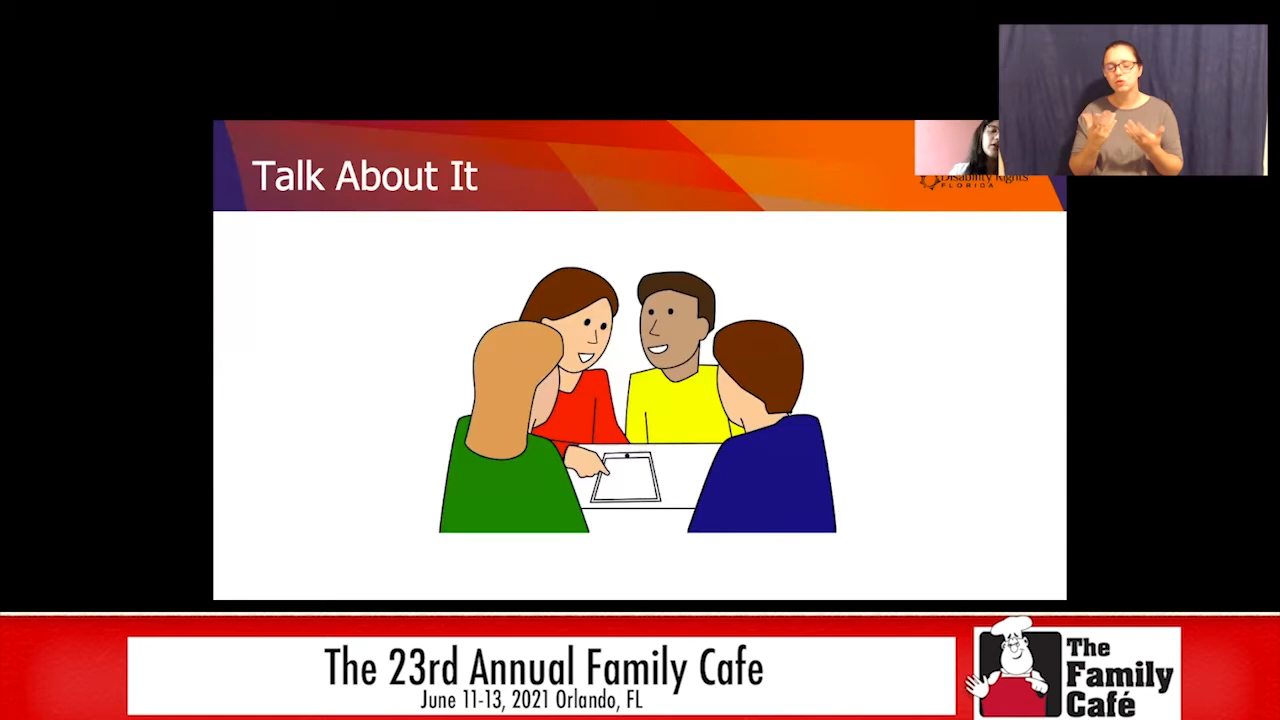 Talk About It
Disability Rights
FLORIDA
The 23rd Annual Family Cafe
June 11-13, 2021 Orlando, FL
The
Family
Café